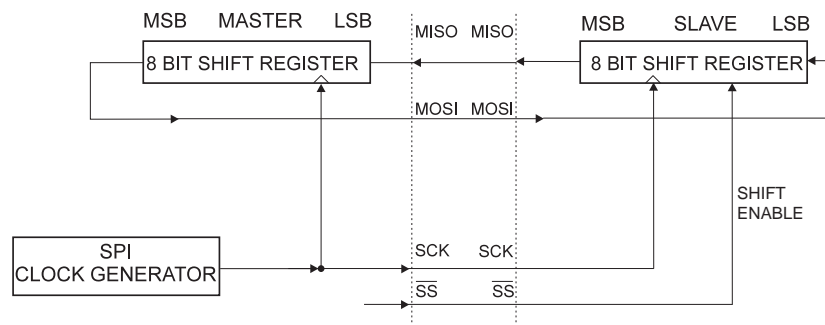 MSB MASTER LSB
MISO MISO
MSB SLAVE LSB
8 BIT SHIFT REGISTER
8 BIT SHIFT REGISTER
MOSI MOSI
SHIFT
ENABLE
SPI
CLOCK GENERATOR
SCK SCK
SS SS